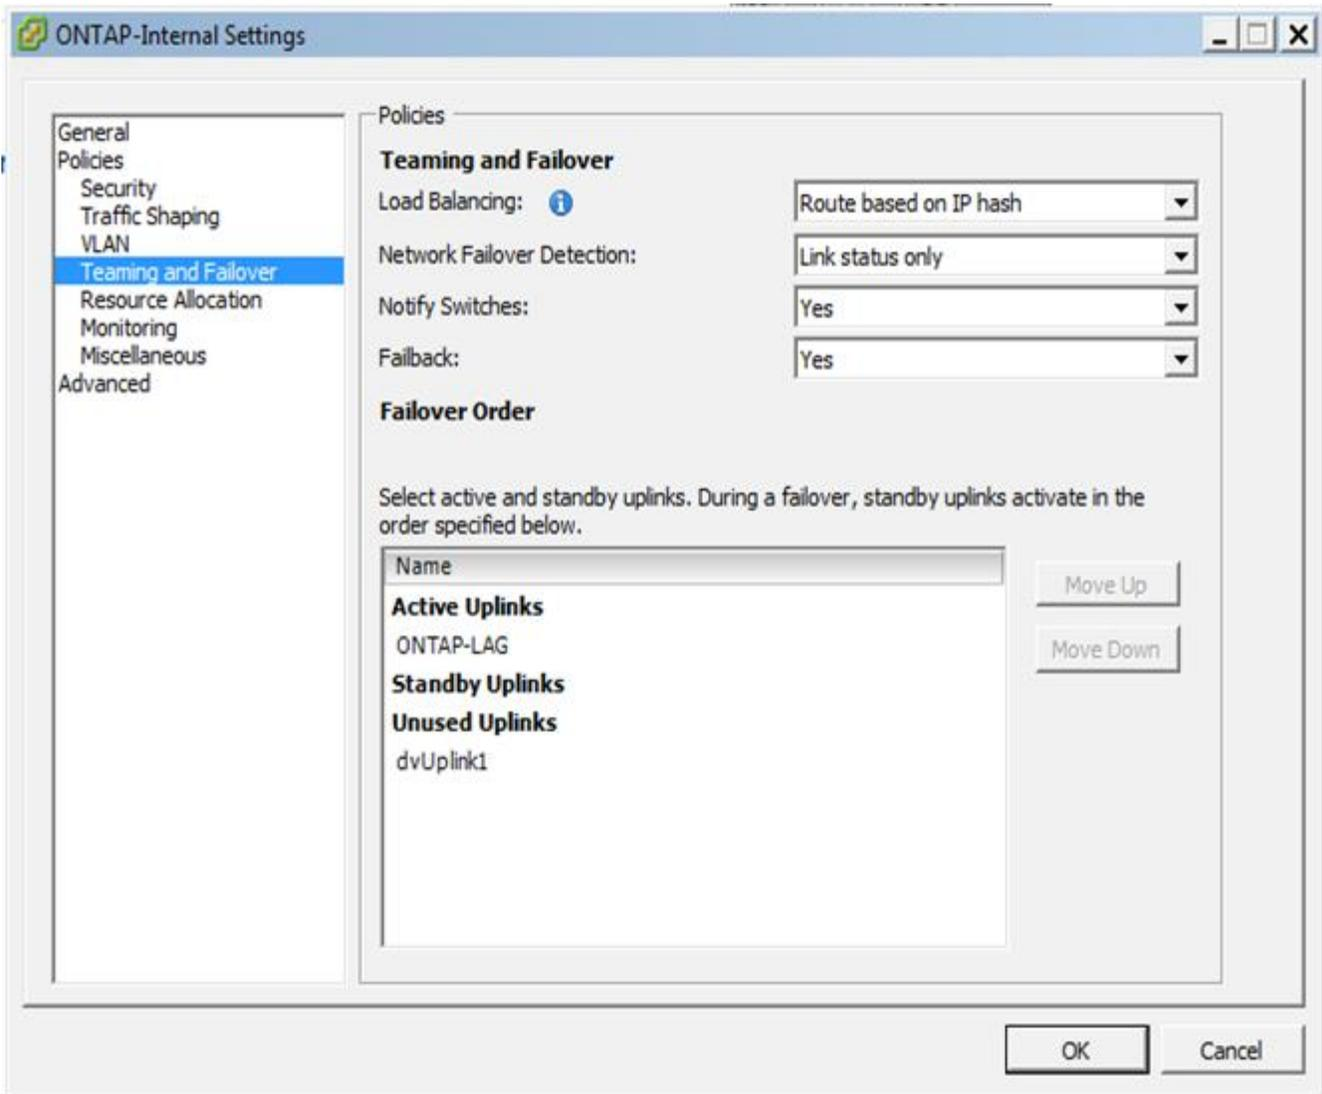 ONTAP-Internal Settings
General
Policies
Security
Traffic Shaping
VLAN
Teaming and Failover
Resource Allocation
Monitoring
Miscellaneous
Advanced
Policies
Teaming and Failover
Load Balancing:
Route based on IP hash
Network Failover Detection:
Link status only
Notify Switches:
Yes
Failback:
Yes
Failover Order
Select active and standby uplinks. During a failover, standby uplinks activate in the
order specified below.
Name
Active Uplinks
ONTAP-LAG
Standby Uplinks
Unused Uplinks
dvUplink1
Move Up
Move Down
OK
Cancel